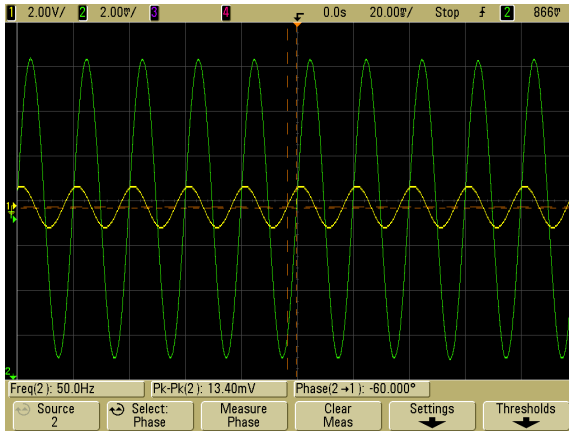 1 2.00V/ 2 2.00▽/ 3 4 0.0s 20.00▽/ Stop 2 866▽
1
2
Freq(2): 50.0Hz Pk-Pk(2): 13.40mV Phase(2→1): -60.000°
Source 2
Select: Phase
Measure Phase
Clear Meas
Settings
Thresholds